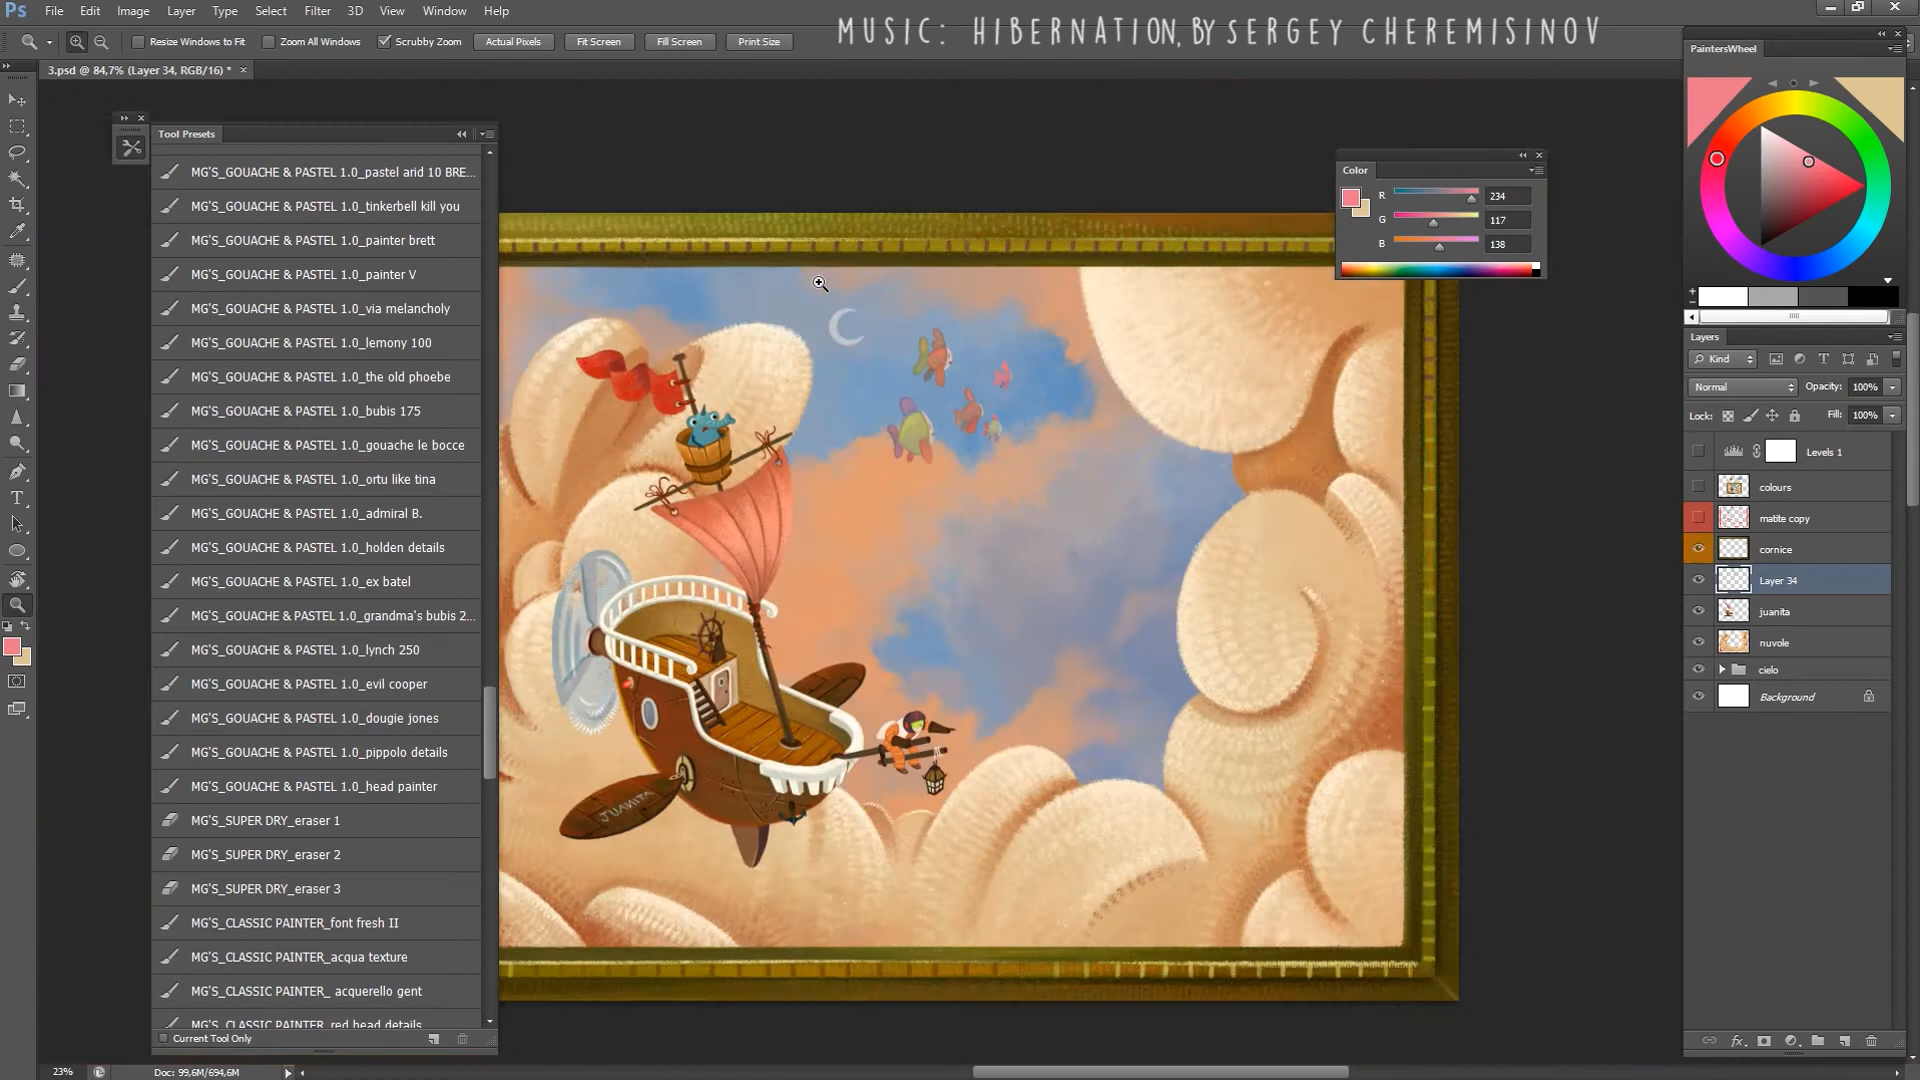 Ps File Edit Image Layer Type Select Filter 3D View Window Help
MUSIC: HIBERNATION, BY SERGEY CHEREMISINOV
Resize Windows to Fit Zoom All Windows Scrubby Zoom Actual Pixels Fit Screen Fill Screen Print Size
3.psd @ 84,7% (Layer 34, RGB/16) *
Tool Presets
MG'S_GOUACHE & PASTEL 1.0_pastel arid 10 BRE...
MG'S_GOUACHE & PASTEL 1.0_tinkerbell kill you
MG'S_GOUACHE & PASTEL 1.0_painter brett
MG'S_GOUACHE & PASTEL 1.0_painter V
MG'S_GOUACHE & PASTEL 1.0_via melancholy
MG'S_GOUACHE & PASTEL 1.0_lemony 100
MG'S_GOUACHE & PASTEL 1.0_the old phoebe
MG'S_GOUACHE & PASTEL 1.0_bubis 175
MG'S_GOUACHE & PASTEL 1.0_gouache le bocce
MG'S_GOUACHE & PASTEL 1.0_ortu like tina
MG'S_GOUACHE & PASTEL 1.0_admiral B.
MG'S_GOUACHE & PASTEL 1.0_holden details
MG'S_GOUACHE & PASTEL 1.0_ex batel
MG'S_GOUACHE & PASTEL 1.0_grandma's bubis 2...
MG'S_GOUACHE & PASTEL 1.0_lynch 250
MG'S_GOUACHE & PASTEL 1.0_evil cooper
MG'S_GOUACHE & PASTEL 1.0_dougie jones
MG'S_GOUACHE & PASTEL 1.0_pippolo details
MG'S_GOUACHE & PASTEL 1.0_head painter
MG'S_SUPER DRY_eraser 1
MG'S_SUPER DRY_eraser 2
MG'S_SUPER DRY_eraser 3
MG'S_CLASSIC PAINTER_font fresh II
MG'S_CLASSIC PAINTER_acqua texture
MG'S_CLASSIC PAINTER_ acquerello gent
MG'S_CLASSIC PAINTER_red head details
Current Tool Only
JUANITA
Color
R 234
G 117
B 138
PaintersWheel
Layers
Kind
Normal Opacity: 100%
Lock: Fill: 100%
Levels 1
colours
matite copy
cornice
Layer 34
juanita
nuvole
cielo
Background
23% Doc: 99,6M/694,6M